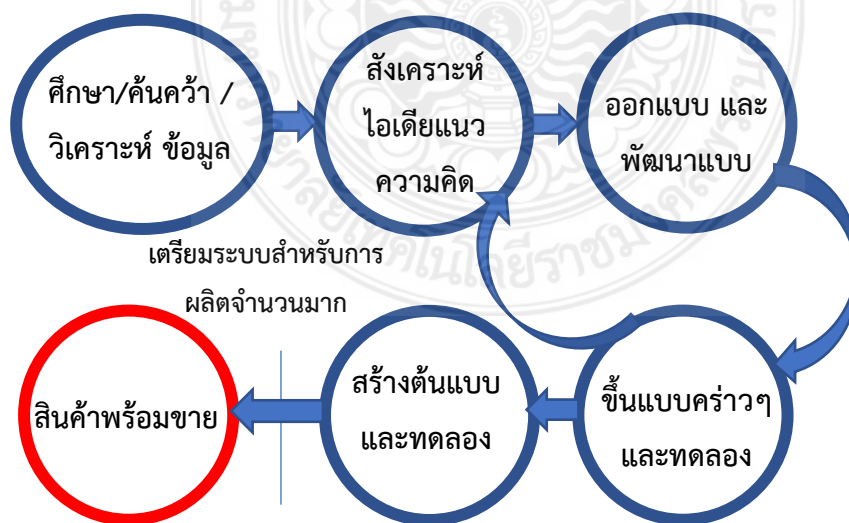 ศึกษา/ค้นคว้า /
วิเคราะห์ ข้อมูล
สังเคราะห์
ไอเดียแนว
ความคิด
ออกแบบ และ
พัฒนาแบบ
เตรียมระบบสำหรับการ
ผลิตจำนวนมาก
สินค้าพร้อมขาย
สร้างต้นแบบ
และทดลอง
ขึ้นแบบคร่าวๆ
และทดลอง